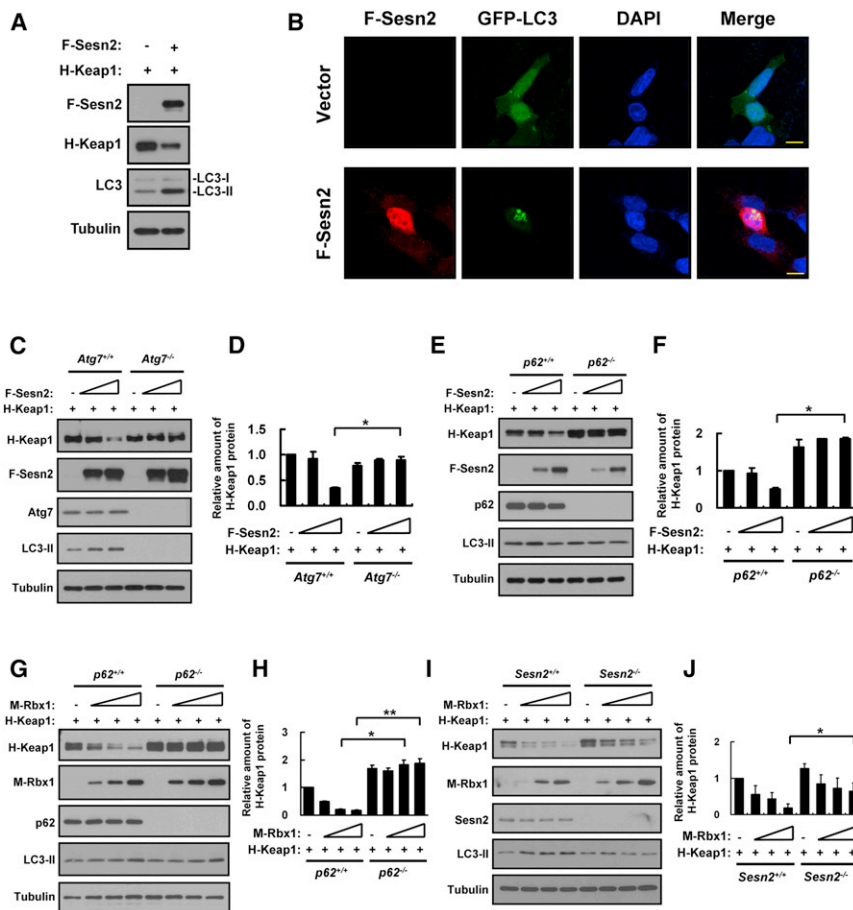 A
F-Sesn2: - +
H-Keap1: + +
F-Sesn2
H-Keap1
LC3 -LC3-I
-LC3-II
Tubulin
B
F-Sesn2 GFP-LC3 DAPI Merge
Vector
F-Sesn2
C
Atg7+/+ Atg7-/-
F-Sesn2: - -
H-Keap1: + + + + + +
H-Keap1
F-Sesn2
Atg7
LC3-II
Tubulin
D
Relative amount of
H-Keap1 protein
*
1.5
1.0
0.5
0.0
F-Sesn2: - -
H-Keap1: + + + + + +
Atg7+/+ Atg7-/-
E
p62+/+ p62-/-
F-Sesn2: - -
H-Keap1: + + + + + +
H-Keap1
F-Sesn2
p62
LC3-II
Tubulin
F
Relative amount of
H-Keap1 protein
*
2
1
0
F-Sesn2: - -
H-Keap1: + + + + + +
p62+/+ p62-/-
G
p62+/+ p62-/-
M-Rbx1: - -
H-Keap1: + + + + + + + +
H-Keap1
M-Rbx1
p62
LC3-II
Tubulin
H
Relative amount of
H-Keap1 protein
**
*
3
2
1
0
M-Rbx1: - -
H-Keap1: + + + + + + + +
p62+/+ p62-/-
I
Sesn2+/+ Sesn2-/-
M-Rbx1: - -
H-Keap1: + + + + + + + +
H-Keap1
M-Rbx1
Sesn2
LC3-II
Tubulin
J
Relative amount of
H-Keap1 protein
*
2
1
0
M-Rbx1: - -
H-Keap1: + + + + + + + +
Sesn2+/+ Sesn2-/-